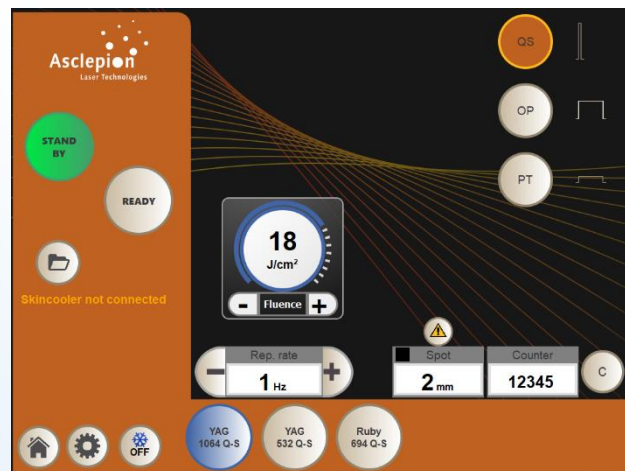 Asclepion
Laser Technologies
STAND
BY
READY
Skincooler not connected
OFF
QS
OP
PT
18
J/cm²
- Fluence +
Rep. rate
− 1 Hz +
Spot
2 mm
Counter
12345
C
YAG
1064 Q-S
YAG
532 Q-S
Ruby
694 Q-S